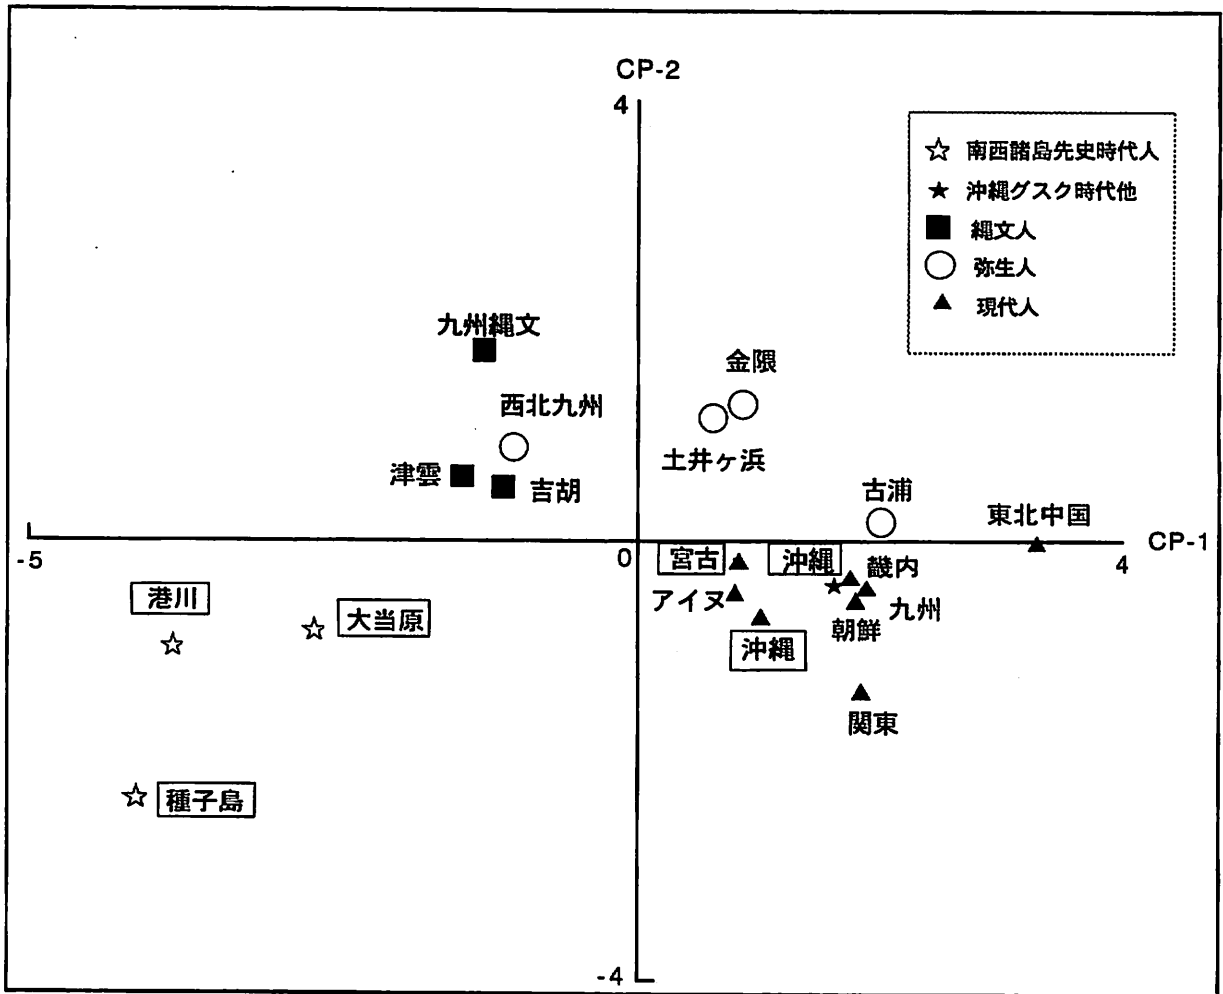 CP-2
4
☆ 南西諸島先史時代人
★ 沖縄グスク時代他
■ 縄文人
○ 弥生人
▲ 現代人
九州縄文
金隈
西北九州
土井ヶ浜
津雲
吉胡
古浦
東北中国
CP-1
-5
0
4
宮古
沖縄
畿内
アイヌ
九州
朝鮮
沖縄
関東
港川
大当原
種子島
-4